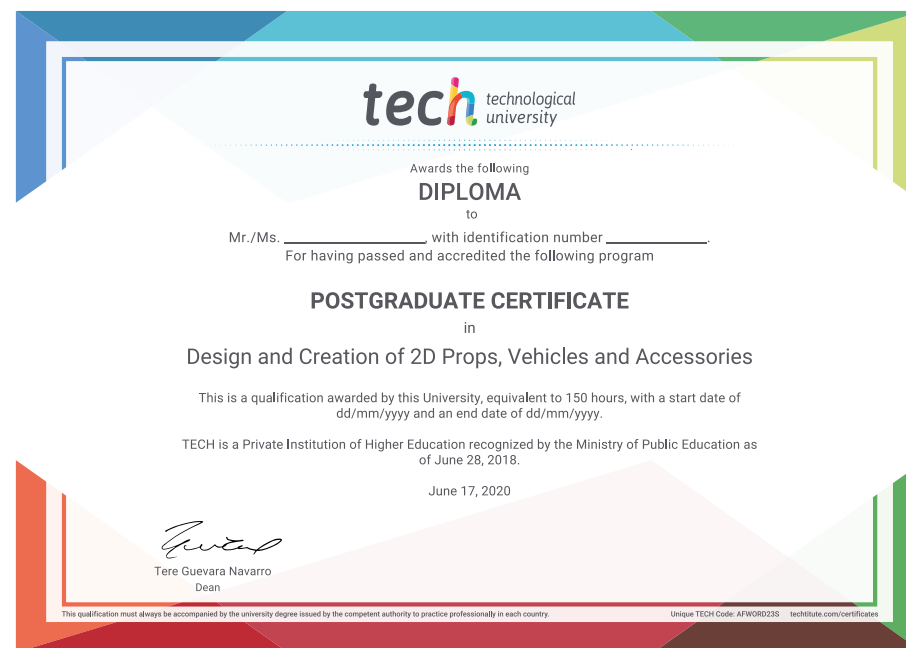 tech technological
university
Awards the following
DIPLOMA
to
Mr./Ms. ____________________, with identification number ______________.
For having passed and accredited the following program
POSTGRADUATE CERTIFICATE
in
Design and Creation of 2D Props, Vehicles and Accessories
This is a qualification awarded by this University, equivalent to 150 hours, with a start date of
dd/mm/yyyy and an end date of dd/mm/yyyy.
TECH is a Private Institution of Higher Education recognized by the Ministry of Public Education as
of June 28, 2018.
June 17, 2020
Tere Guevara Navarro
Dean
This qualification must always be accompanied by the university degree issued by the competent authority to practice professionally in each country. Unique TECH Code: AFWORD23S techtitute.com/certificates